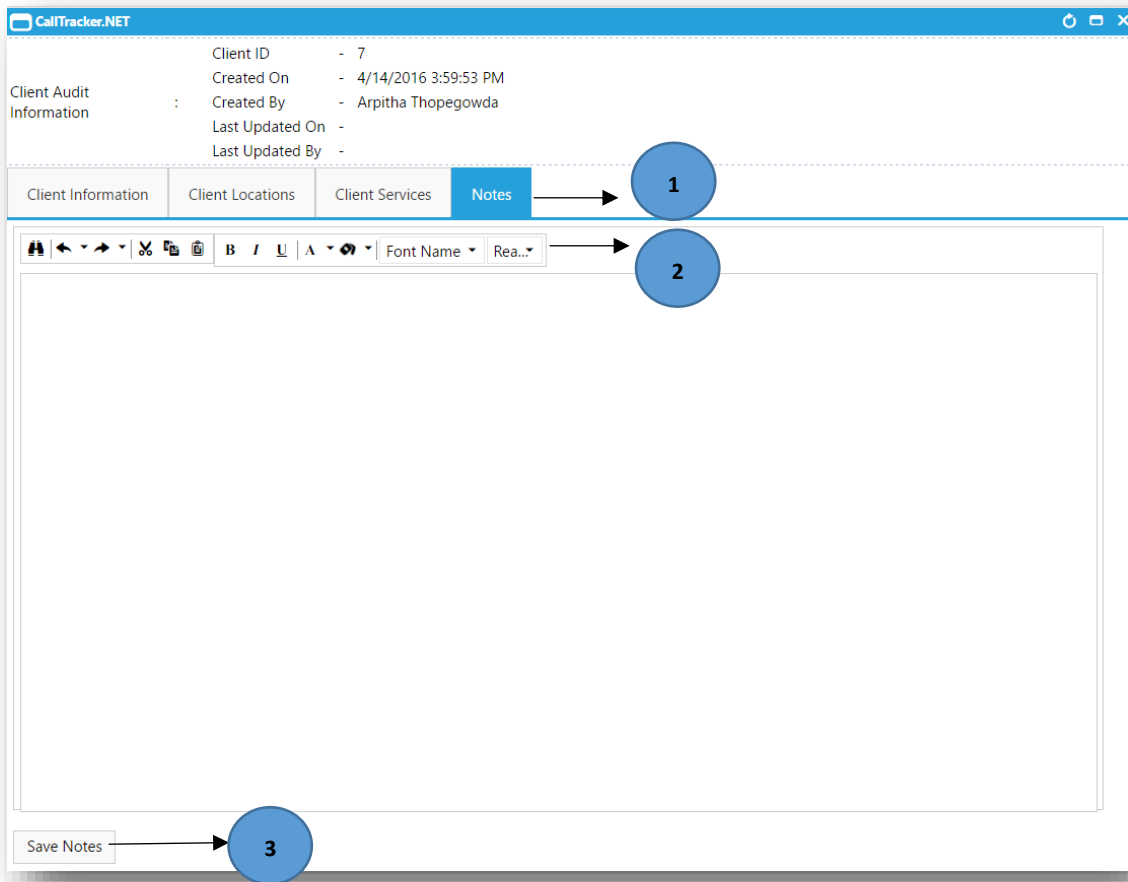 CallTracker.NET
Client ID - 7
Created On - 4/14/2016 3:59:53 PM
Client Audit Information : Created By - Arpitha Thopegowda
Last Updated On -
Last Updated By -
Client Information Client Locations Client Services Notes 1
B I U A Font Name Rea... 2
Save Notes 3